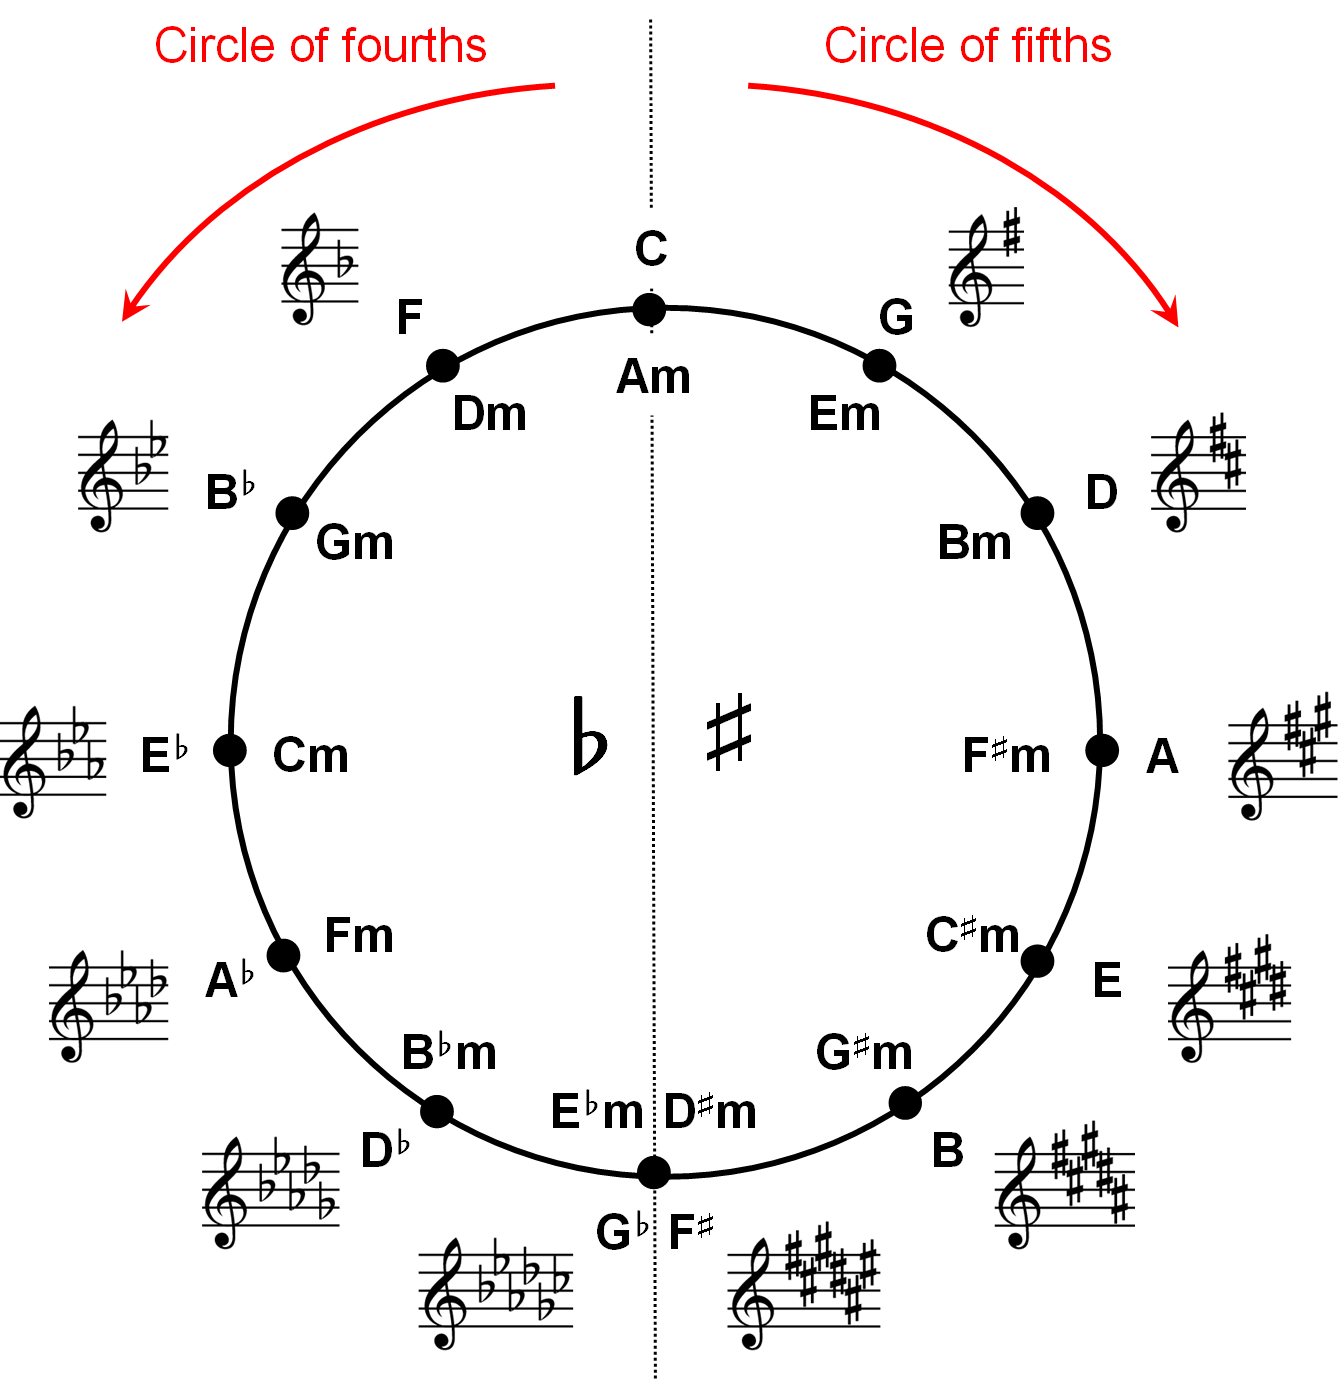 Circle of fourths
Circle of fifths
C
Am
F
Dm
G
Em
B♭
Gm
D
Bm
E♭
Cm
F♯m
A
Fm
A♭
C♯m
E
B♭m
D♭
G♯m
B
E♭m
D♯m
G♭
F♯
♭
♯